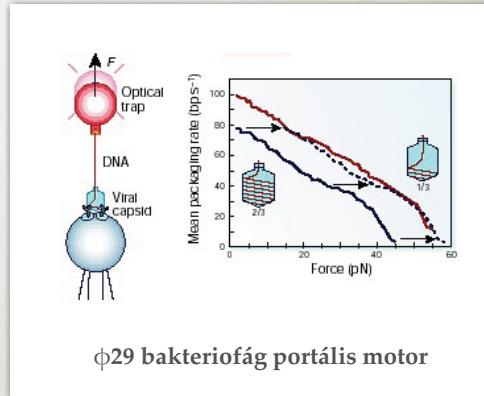 F
Optical
trap
DNA
Viral
capsid
Mean packaging rate (bp s⁻¹)
100
80
60
40
20
0
0
20
40
60
Force (pN)
2/3
1/3
ϕ29 bakteriofág portális motor